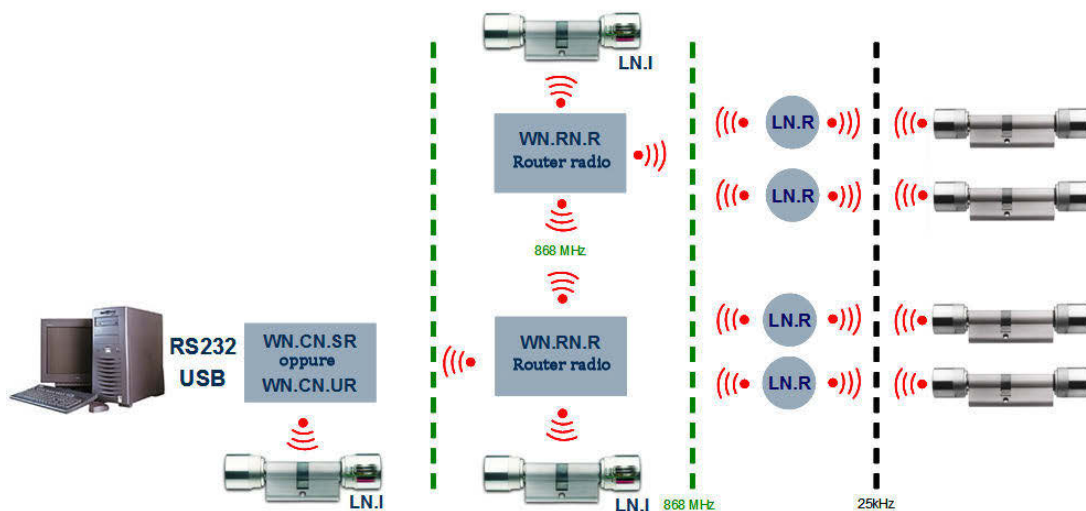 LN.I
WN.RN.R
Router radio
LN.R
LN.R
868 MHz
RS232
USB
WN.CN.SR
oppure
WN.CN.UR
WN.RN.R
Router radio
LN.R
LN.R
LN.I
LN.I
868 MHz
25kHz